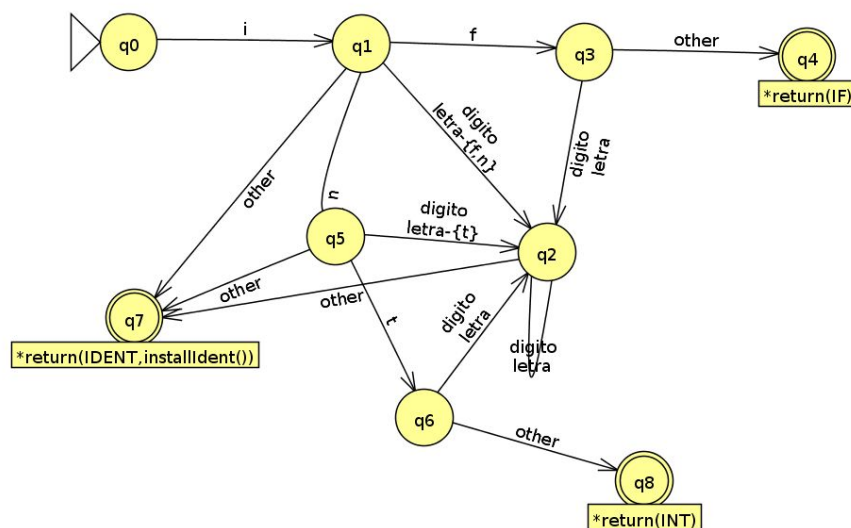 i
f
other
q0
q1
q3
q4
*return(IF)
digito
letra-{f,n}
digito
letra
other
n
q5
digito
letra-{t}
q2
other
other
q7
*return(IDENT,installIdent())
t
digito
letra
digito
letra
q6
other
q8
*return(INT)